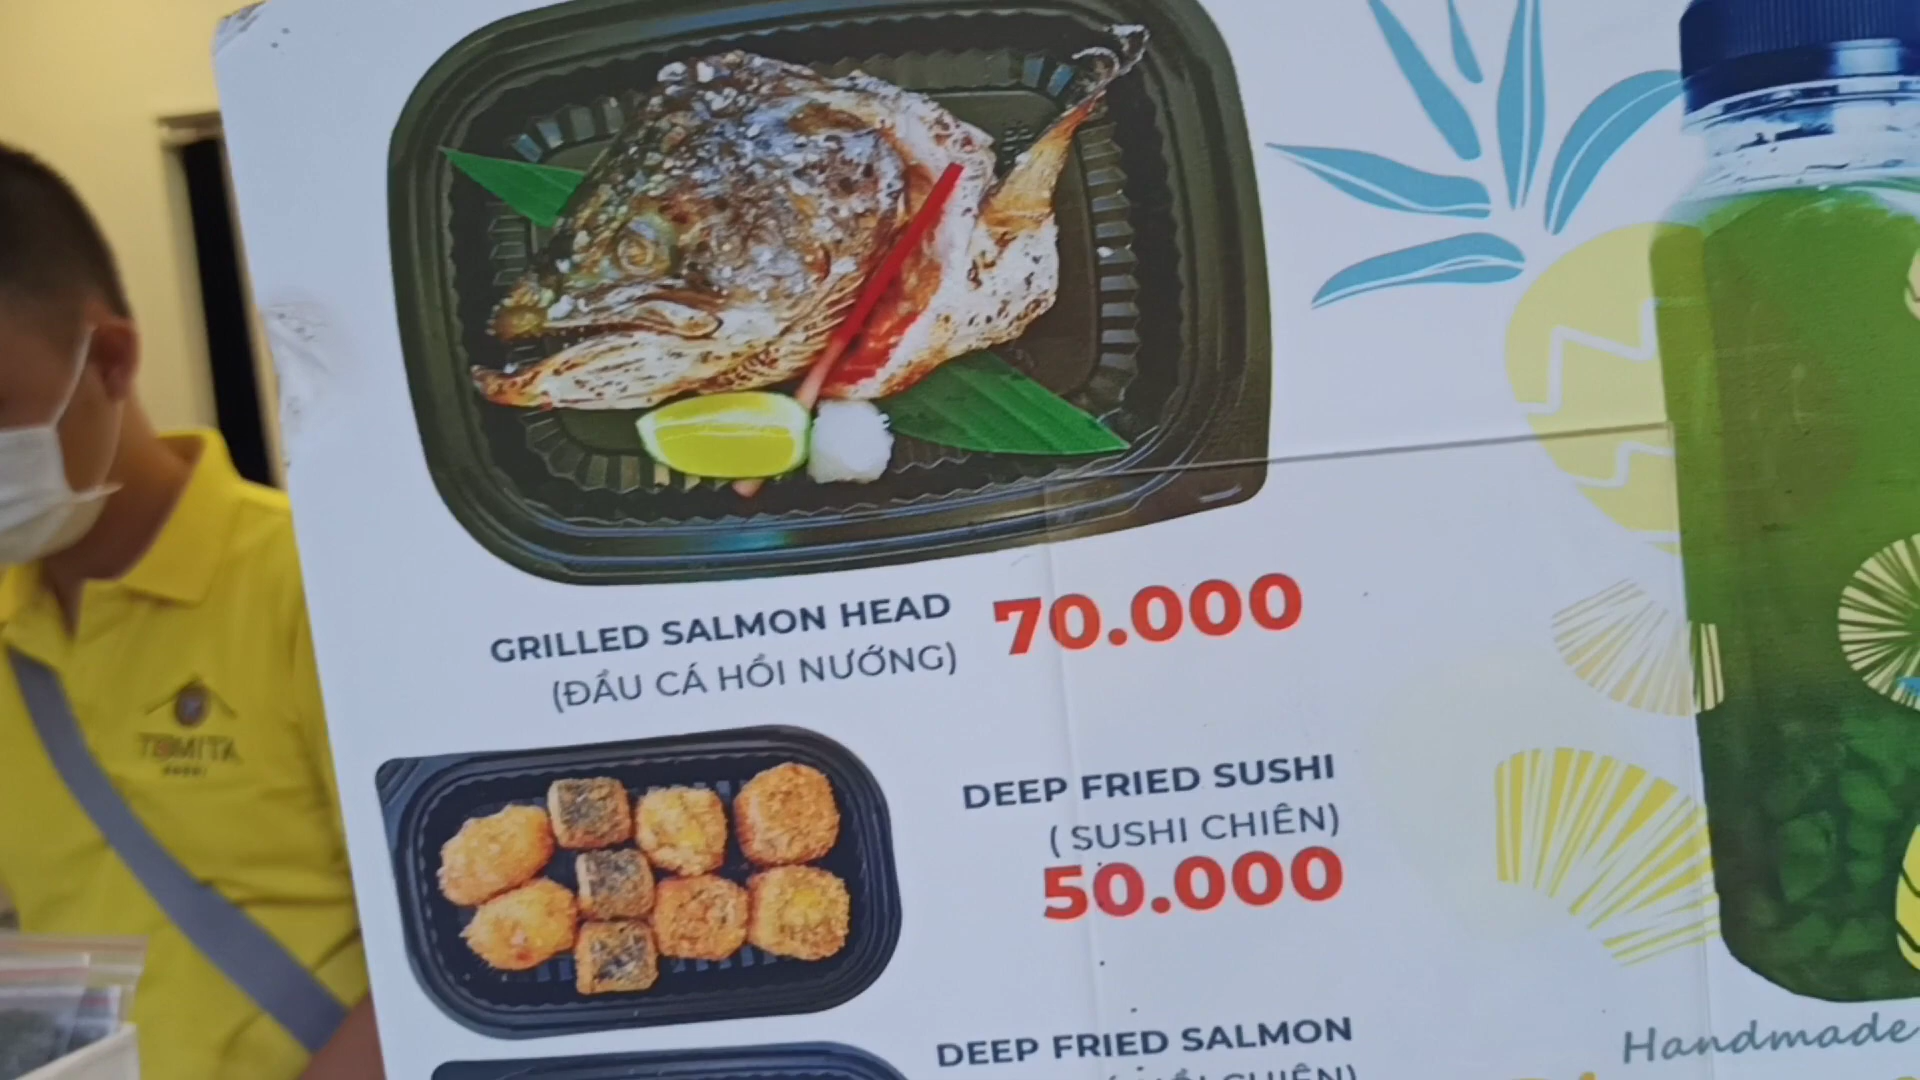 GRILLED SALMON HEAD
70.000
(ĐẦU CÁ HỒI NƯỚNG)
TOMITA
DEEP FRIED SUSHI
( SUSHI CHIÊN)
50.000
DEEP FRIED SALMON
Handmade